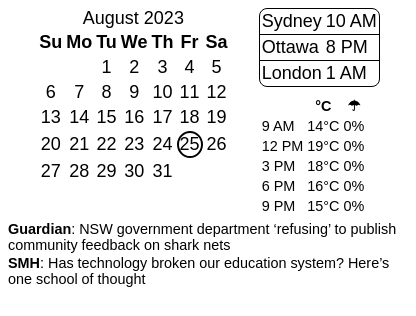 August 2023
Su Mo Tu We Th Fr Sa
1 2 3 4 5
6 7 8 9 10 11 12
13 14 15 16 17 18 19
20 21 22 23 24 25 26
27 28 29 30 31
Sydney 10 AM
Ottawa 8 PM
London 1 AM
°C ☂
9 AM 14°C 0%
12 PM 19°C 0%
3 PM 18°C 0%
6 PM 16°C 0%
9 PM 15°C 0%
Guardian: NSW government department ‘refusing’ to publish
community feedback on shark nets
SMH: Has technology broken our education system? Here’s
one school of thought